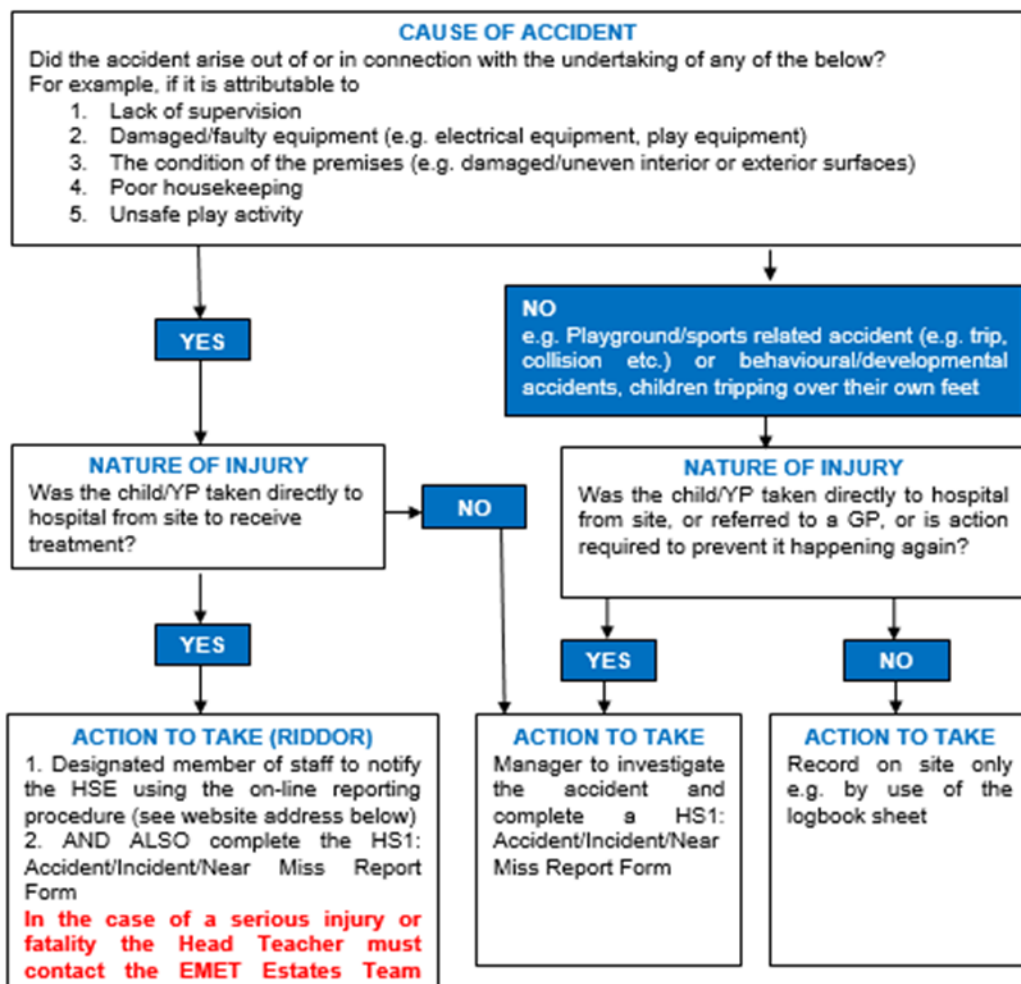 CAUSE OF ACCIDENT
Did the accident arise out of or in connection with the undertaking of any of the below?
For example, if it is attributable to
1. Lack of supervision
2. Damaged/faulty equipment (e.g. electrical equipment, play equipment)
3. The condition of the premises (e.g. damaged/uneven interior or exterior surfaces)
4. Poor housekeeping
5. Unsafe play activity
YES
NO
e.g. Playground/sports related accident (e.g. trip,
collision etc.) or behavioural/developmental
accidents, children tripping over their own feet
NATURE OF INJURY
Was the child/YP taken directly to
hospital from site to receive
treatment?
NO
NATURE OF INJURY
Was the child/YP taken directly to hospital
from site, or referred to a GP, or is action
required to prevent it happening again?
YES
YES
NO
ACTION TO TAKE (RIDDOR)
1. Designated member of staff to notify
the HSE using the on-line reporting
procedure (see website address below)
2. AND ALSO complete the HS1:
Accident/Incident/Near Miss Report
Form
In the case of a serious injury or
fatality the Head Teacher must
contact the EMET Estates Team
ACTION TO TAKE
Manager to investigate
the accident and
complete a HS1:
Accident/Incident/Near
Miss Report Form
ACTION TO TAKE
Record on site only
e.g. by use of the
logbook sheet